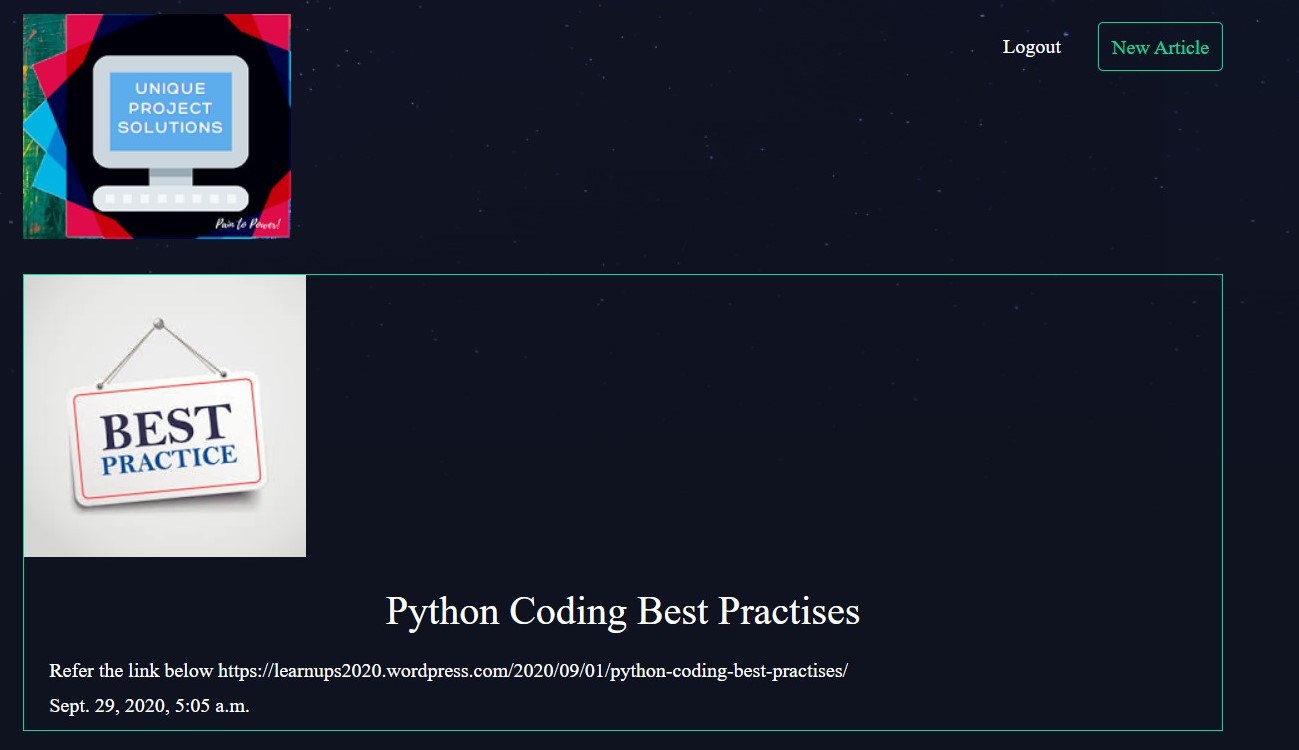 UNIQUE
PROJECT
SOLUTIONS
Pain to Power!
Logout
New Article
BEST
PRACTICE
Python Coding Best Practises
Refer the link below https://learnups2020.wordpress.com/2020/09/01/python-coding-best-practises/
Sept. 29, 2020, 5:05 a.m.